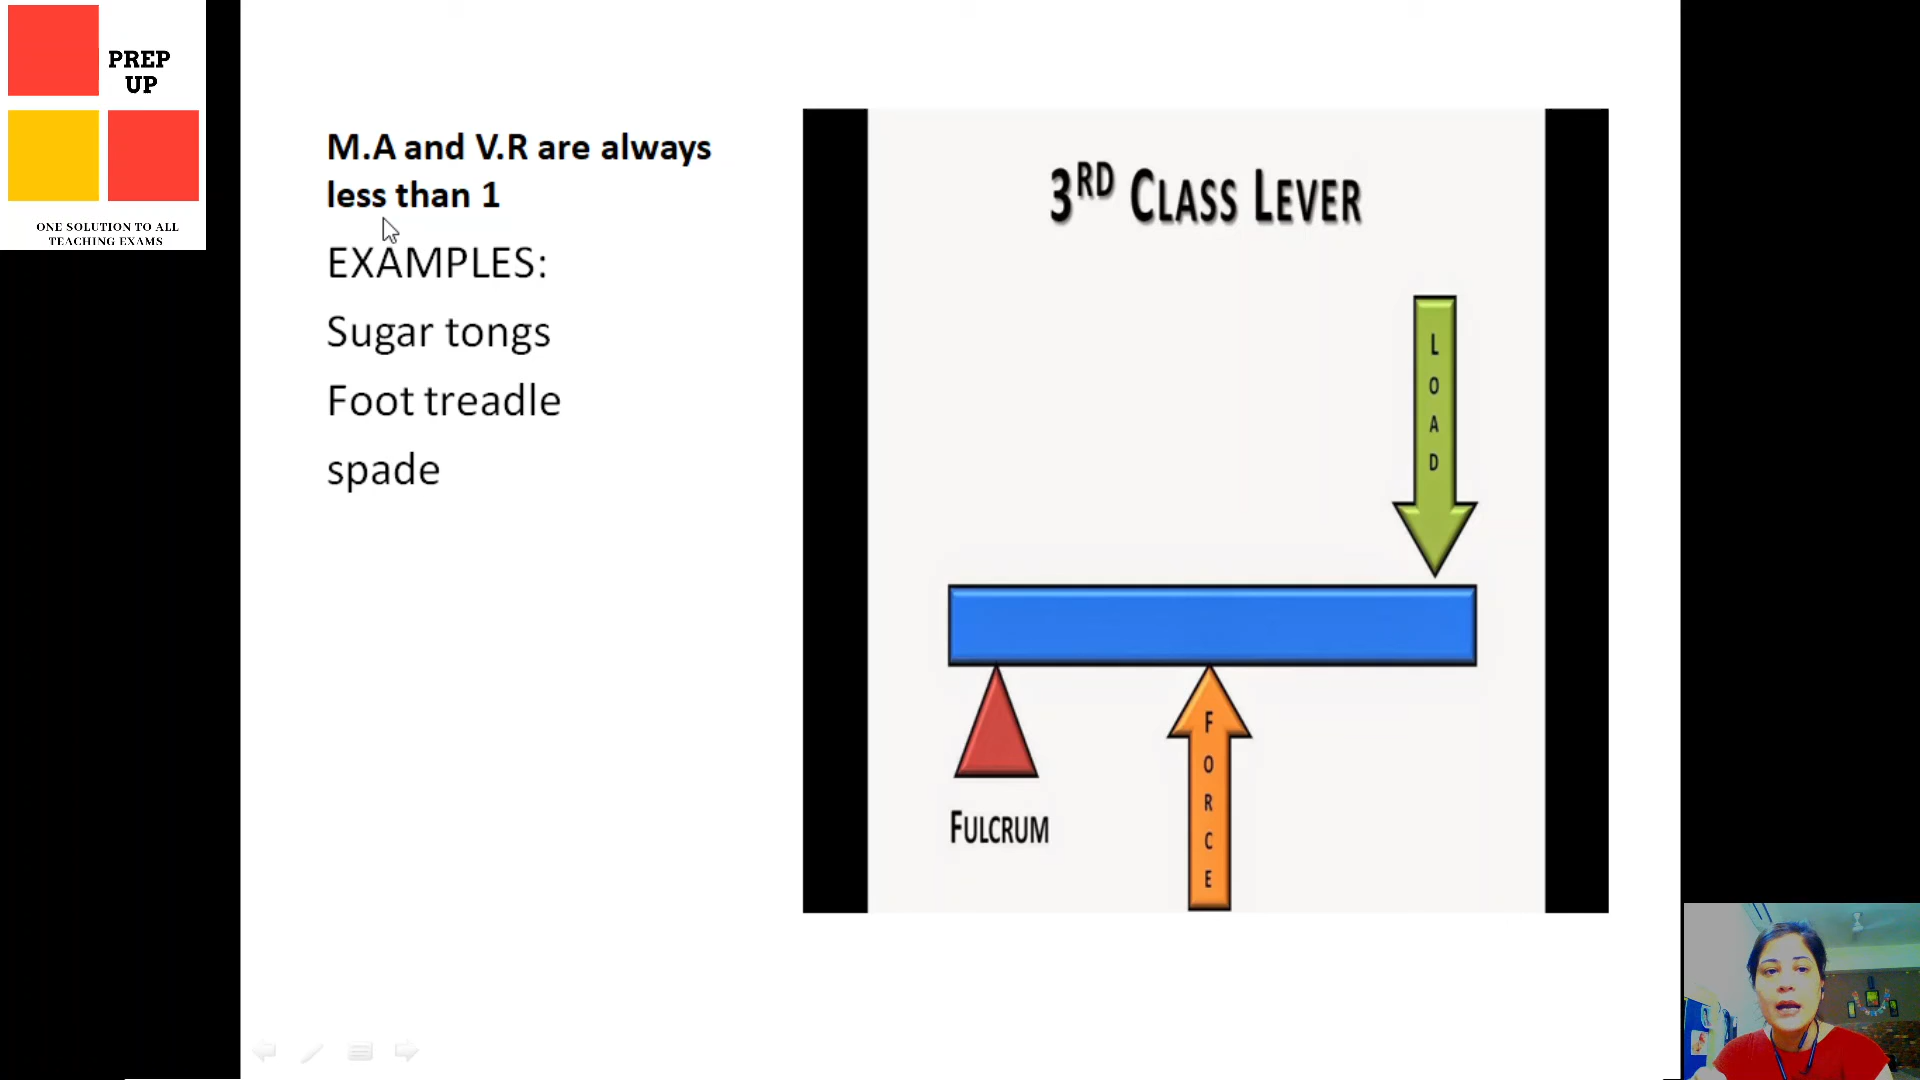 PREP
UP
ONE SOLUTION TO ALL
TEACHING EXAMS
M.A and V.R are always
less than 1
EXAMPLES:
Sugar tongs
Foot treadle
spade
3RD CLASS LEVER
LOAD
FORCE
FULCRUM